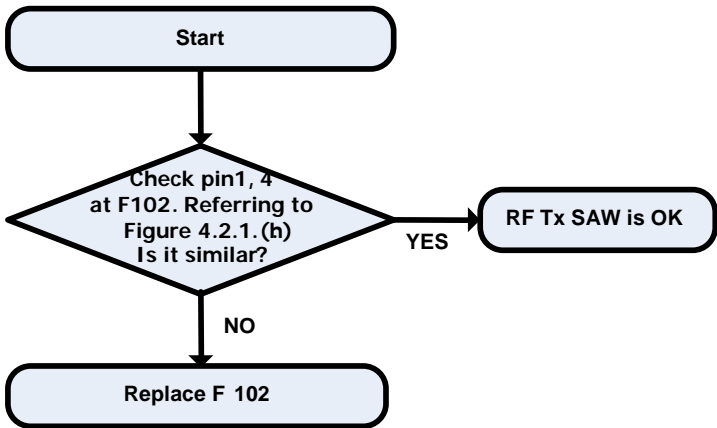 Start
Check pin1, 4
at F102. Referring to
Figure 4.2.1.(h)
Is it similar?
RF Tx SAW is OK
YES
NO
Replace F 102